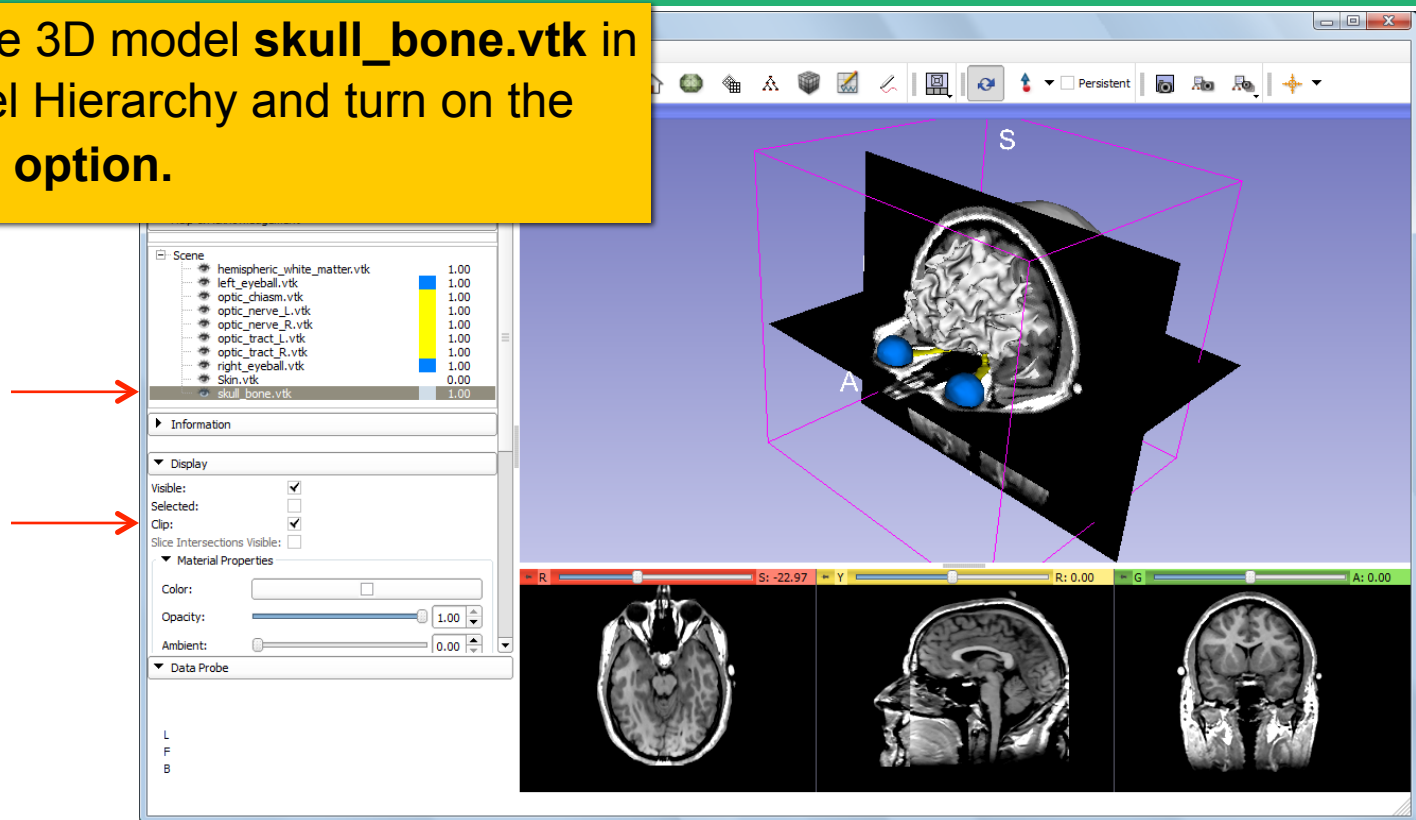 e 3D model skull_bone.vtk in
el Hierarchy and turn on the
option.
Persistent
S
A
Scene
hemispheric_white_matter.vtk 1.00
left_eyeball.vtk 1.00
optic_chiasm.vtk 1.00
optic_nerve_L.vtk 1.00
optic_nerve_R.vtk 1.00
optic_tract_L.vtk 1.00
optic_tract_R.vtk 1.00
right_eyeball.vtk 1.00
Skin.vtk 0.00
skull_bone.vtk 1.00
Information
Display
Visible:
Selected:
Clip:
Slice Intersections Visible:
Material Properties
Color:
Opacity: 1.00
Ambient: 0.00
Data Probe
L
F
B
R S: -22.97 Y R: 0.00 G A: 0.00